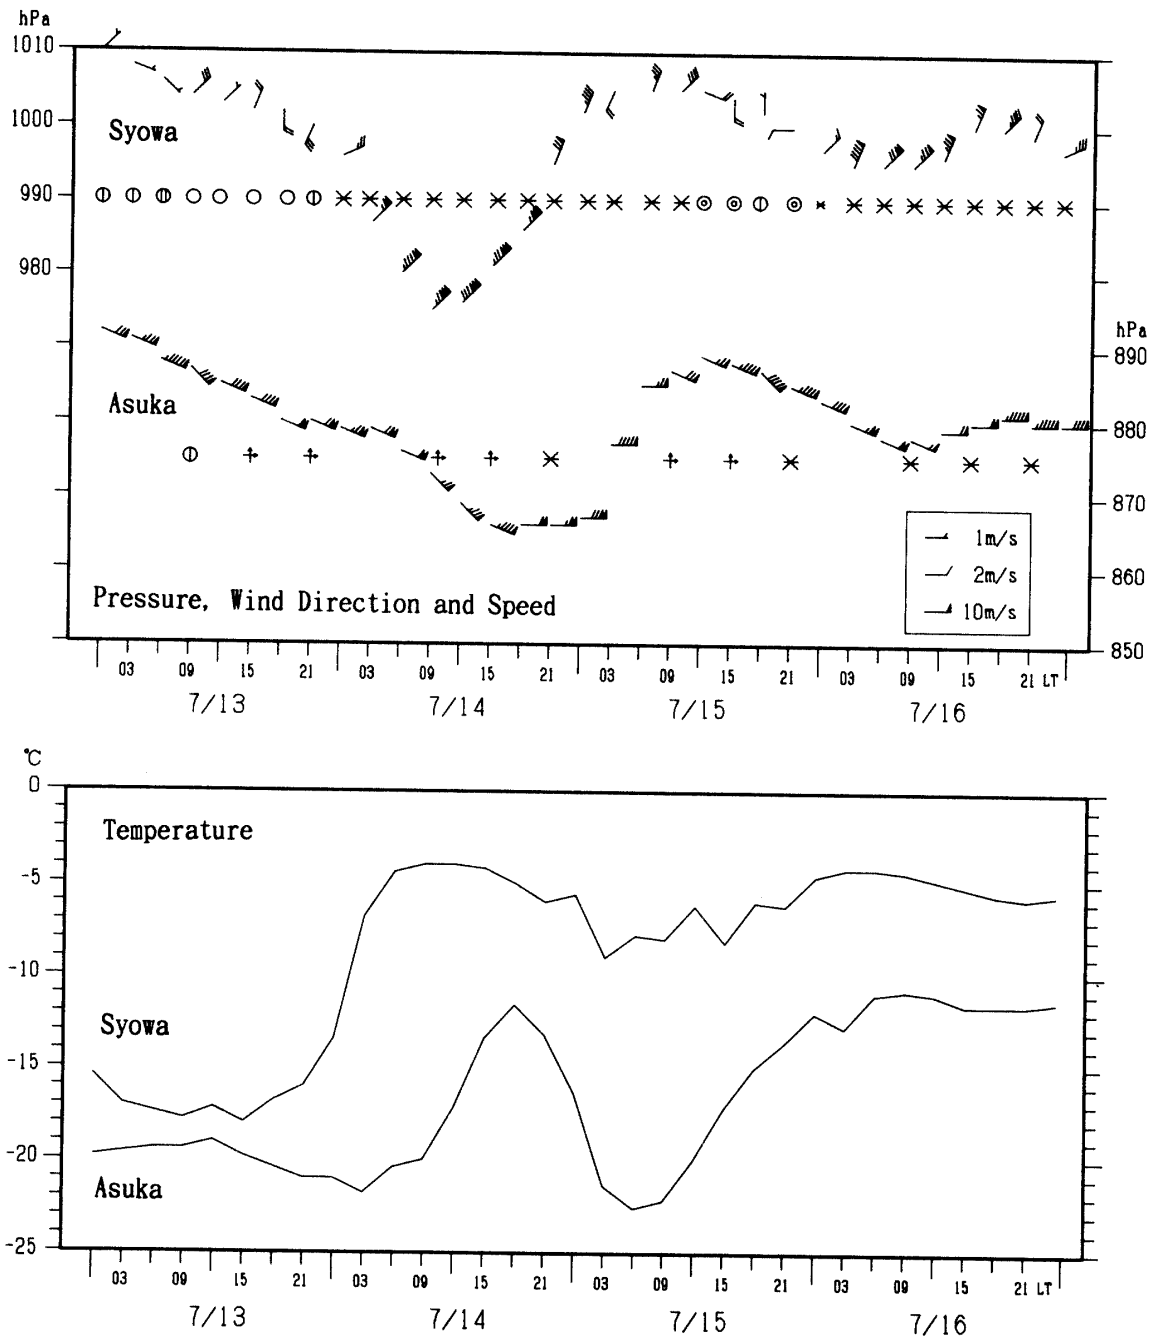 hPa
1010
1000
Syowa
990
980
hPa
890
Asuka
880
870
1m/s
2m/s
860
10m/s
Pressure, Wind Direction and Speed
850
03 09 15 21 03 09 15 21 03 09 15 21 03 09 15 21 LT
7/13 7/14 7/15 7/16
℃
0
Temperature
-5
-10
Syowa
-15
-20
Asuka
-25
03 09 15 21 03 09 15 21 03 09 15 21 03 09 15 21 LT
7/13 7/14 7/15 7/16